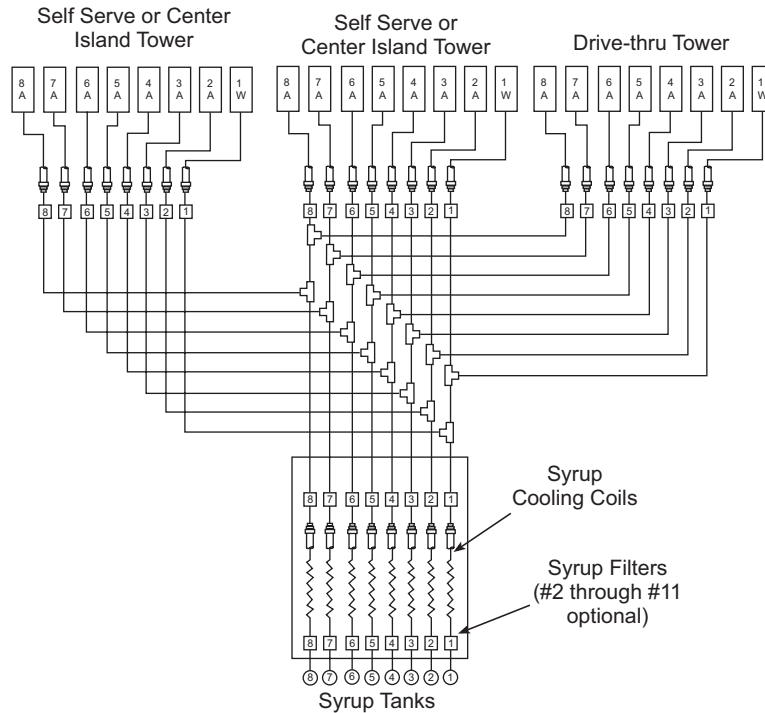 Self Serve or Center
Island Tower
Self Serve or
Center Island Tower
Drive-thru Tower
8 A 7 A 6 A 5 A 4 A 3 A 2 A 1 W
8 A 7 A 6 A 5 A 4 A 3 A 2 A 1 W
8 A 7 A 6 A 5 A 4 A 3 A 2 A 1 W
8 7 6 5 4 3 2 1
8 7 6 5 4 3 2 1
8 7 6 5 4 3 2 1
8 7 6 5 4 3 2 1
Syrup
Cooling Coils
Syrup Filters
(#2 through #11
optional)
8 7 6 5 4 3 2 1
8 7 6 5 4 3 2 1
Syrup Tanks